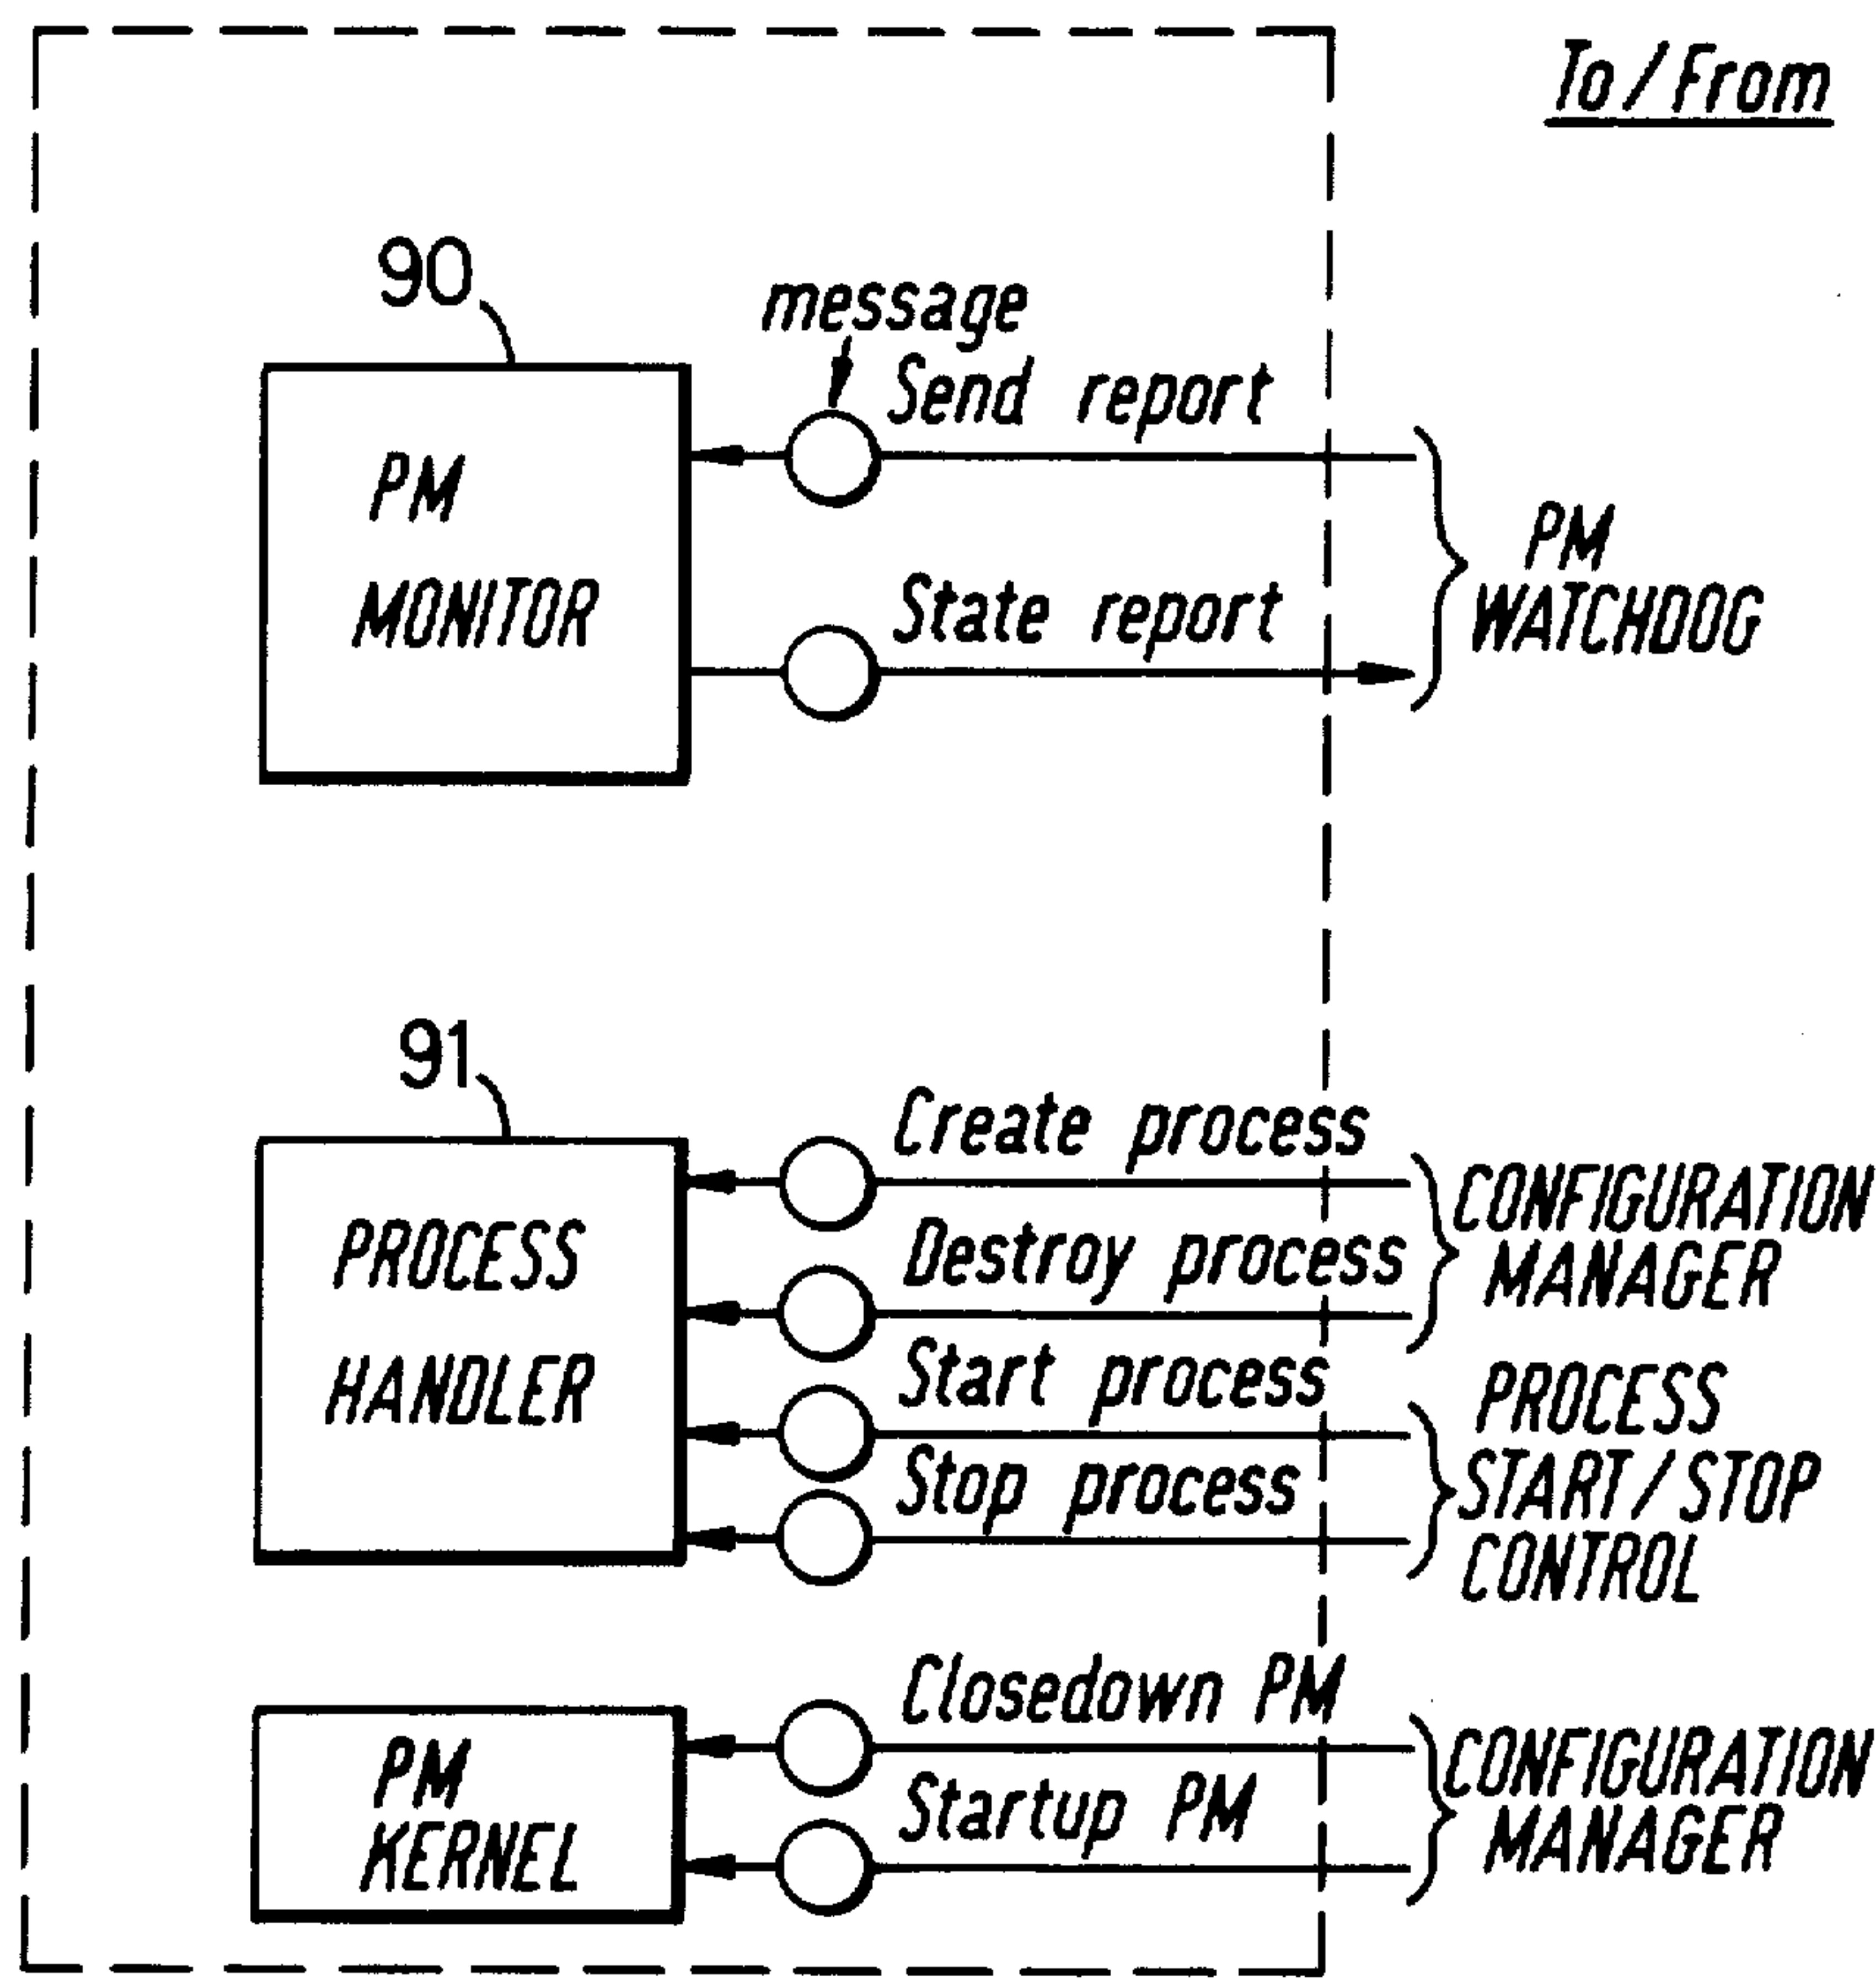 To/From
90
message
Send report
PM
MONITOR
State report
PM
WATCHDOG
91
Create process
PROCESS
HANDLER
Destroy process
CONFIGURATION
MANAGER
Start process
Stop process
PROCESS
START/STOP
CONTROL
Closedown PM
PM
KERNEL
Startup PM
CONFIGURATION
MANAGER